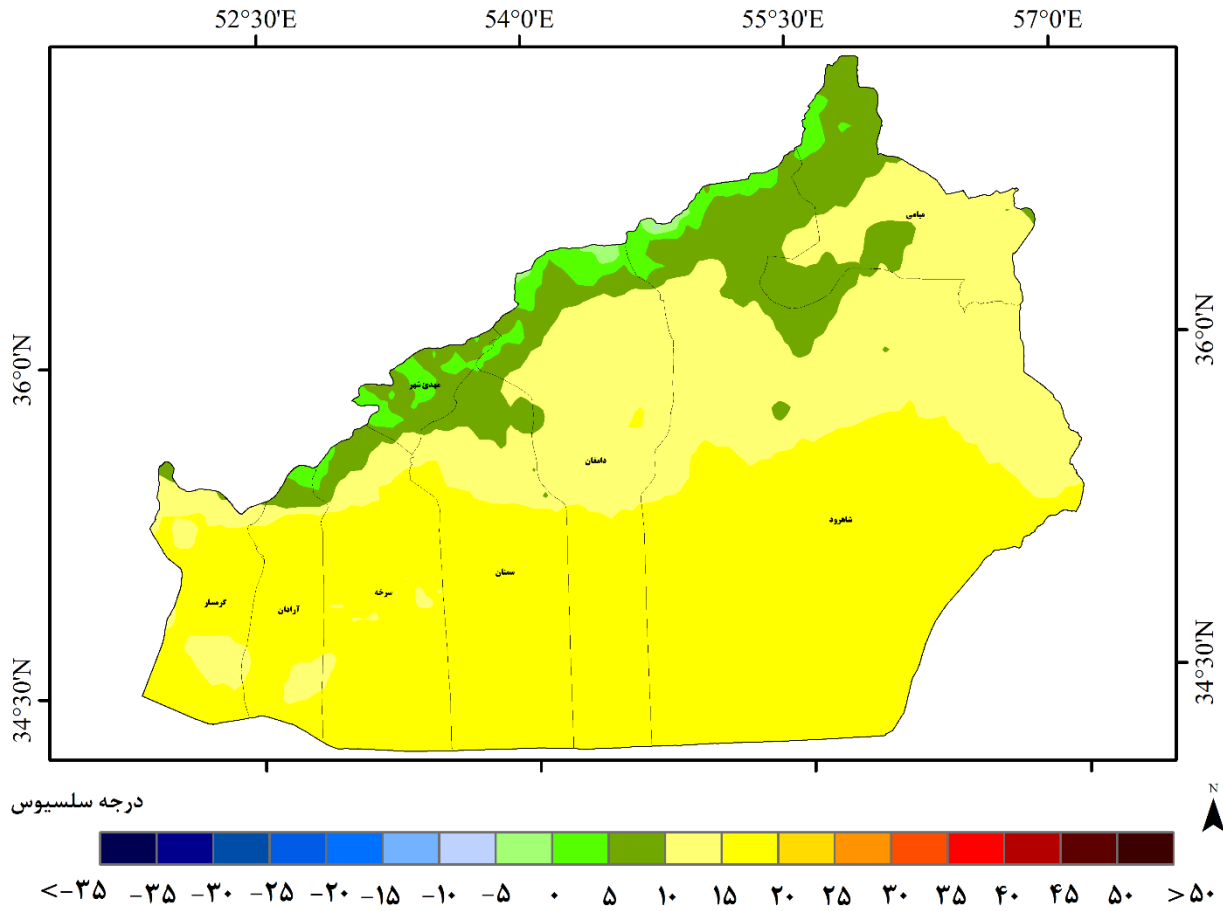 52°30'E 54°0'E 55°30'E 57°0'E
میامی
36°0'N
36°0'N
مهدی شهر
دامغان
شاهرود
سمنان
سرخه
گرمسار
آرادان
34°30'N
34°30'N
درجه سلسیوس
N
<-۳۵ -۳۵ -۳۰ -۲۵ -۲۰ -۱۵ -۱۰ -۵ ۰ ۵ ۱۰ ۱۵ ۲۰ ۲۵ ۳۰ ۳۵ ۴۰ ۴۵ ۵۰ >۵۰